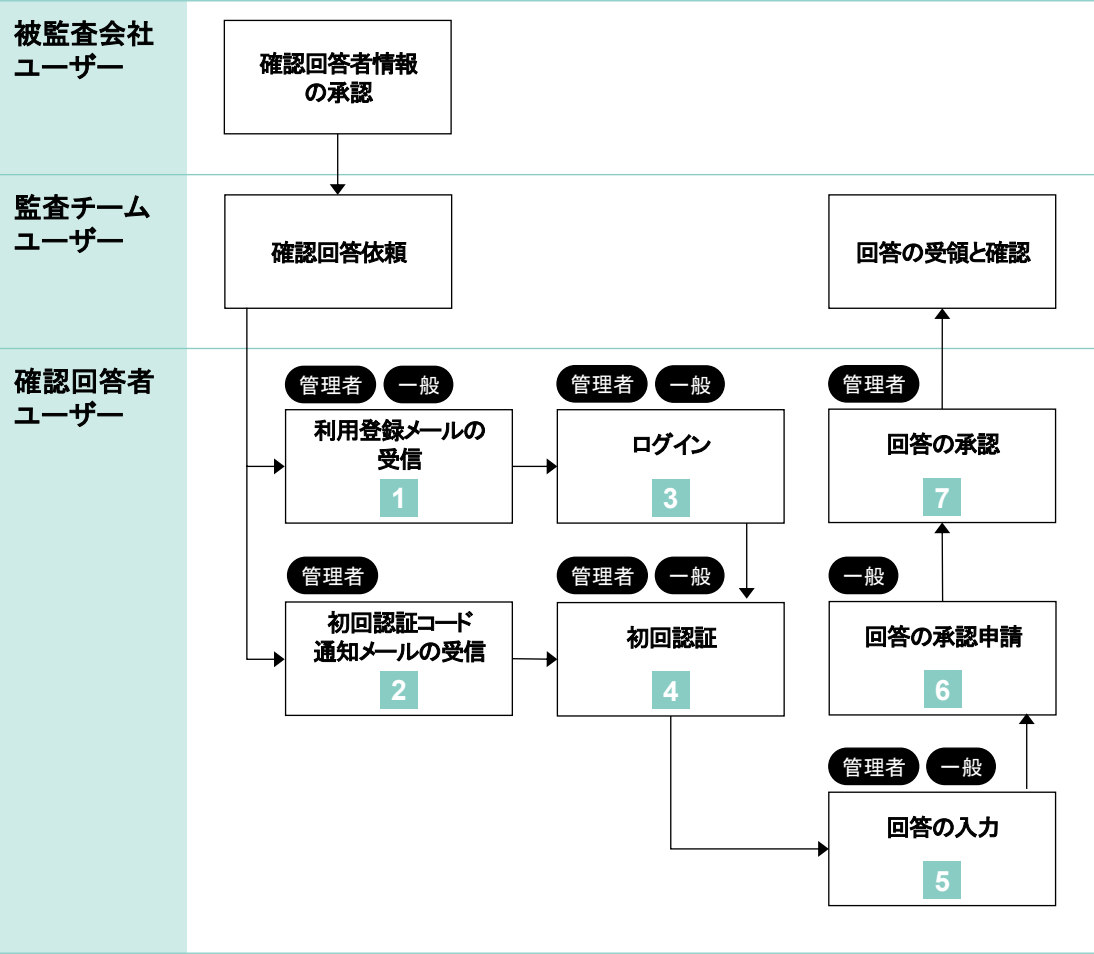 被監査会社
ユーザー
確認回答者情報
の承認
監査チーム
ユーザー
確認回答依頼
回答の受領と確認
確認回答者
ユーザー
管理者 一般
利用登録メールの
受信
1
管理者 一般
ログイン
3
管理者
回答の承認
7
管理者
初回認証コード
通知メールの受信
2
管理者 一般
初回認証
4
一般
回答の承認申請
6
管理者 一般
回答の入力
5